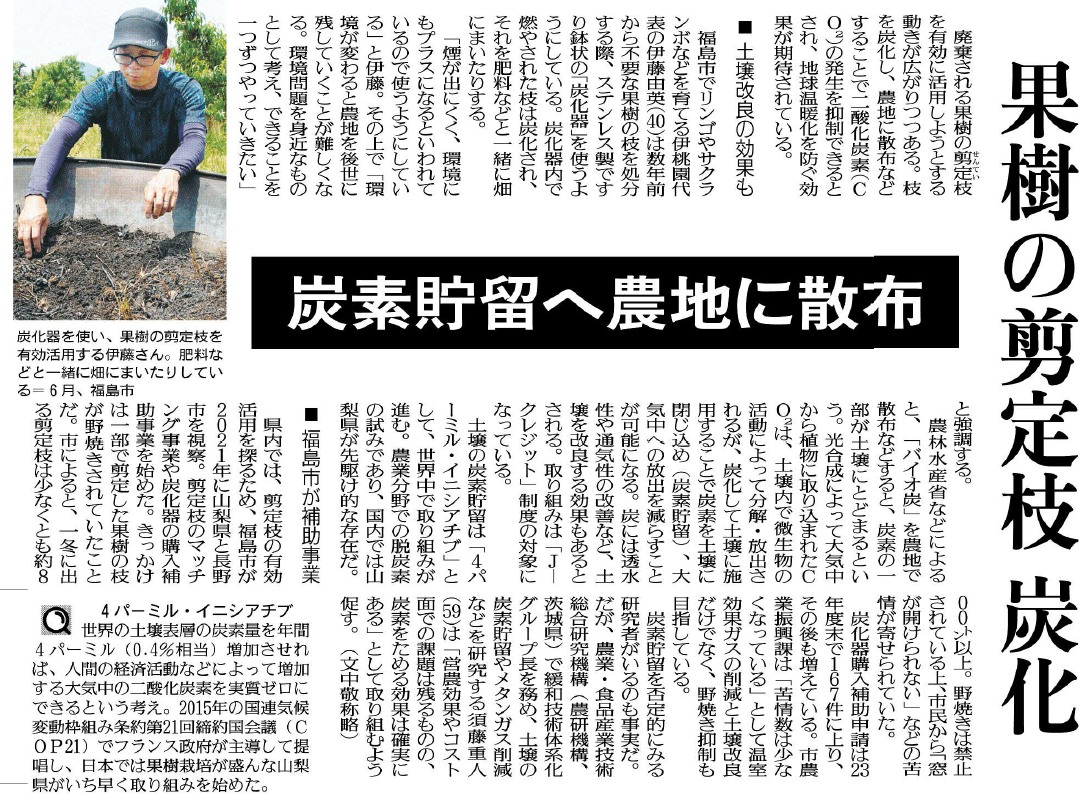 果樹の剪定枝 炭化
炭素貯留へ農地に散布
廃棄される果樹の剪定枝
せんてい
を有効に活用しようとする
動きが広がりつつある。枝
を炭化し、農地に散布など
することで二酸化炭素(C
O₂)の発生を抑制できると
され、地球温暖化を防ぐ効
果が期待されている。
■ 土壌改良の効果も
福島市でリンゴやサクラ
ンボなどを育てる伊桃園代
表の伊藤由英(40)は数年前
から不要な果樹の枝を処分
する際、ステンレス製です
り鉢状の「炭化器」を使うよ
うにしている。炭化器内で
燃やされた枝は炭化され、
それを肥料などと一緒に畑
にまいたりする。
「煙が出にくく、環境に
もプラスになるといわれて
いるので使うようにしてい
る」と伊藤。その上で「環
境が変わると農地を後世に
残していくことが難しくな
る。環境問題を身近なもの
として考え、できることを
一つずつやっていきたい」
炭化器を使い、果樹の剪定枝を
有効活用する伊藤さん。肥料な
どと一緒に畑にまいたりしてい
る=6月、福島市
と強調する。
農林水産省などによる
と、「バイオ炭」を農地で
散布などすると、炭素の一
部が土壌にとどまるとい
う。光合成によって大気中
から植物に取り込まれたC
O₂は、土壌内で微生物の
活動によって分解・放出さ
れるが、炭化して土壌に施
用することで炭素を土壌に
閉じ込め(炭素貯留)、大
気中への放出を減らすこと
が可能になる。炭には透水
性や通気性の改善など、土
壌を改良する効果もあると
される。取り組みは「J―
クレジット」制度の対象に
なっている。
土壌の炭素貯留は「4パ
ーミル・イニシアチブ」と
して、世界中で取り組みが
進む。農業分野での脱炭素
の試みであり、国内では山
梨県が先駆け的な存在だ。
■ 福島市が補助事業
県内では、剪定枝の有効
活用を探るため、福島市が
2021年に山梨県と長野
市を視察。剪定枝のマッチ
ング事業や炭化器の購入補
助事業を始めた。きっかけ
は一部で剪定した果樹の枝
が野焼きされていたこと
だ。市によると、一冬に出
る剪定枝は少なくとも約8
00㌧以上。野焼きは禁止
されている上、市民から「窓
が開けられない」などの苦
情が寄せられていた。
炭化器購入補助申請は23
年度末で167件に上り、
その後も増えている。市農
業振興課は「苦情数は少な
くなっている」として温室
効果ガスの削減と土壌改良
だけでなく、野焼き抑制も
目指している。
炭素貯留を否定的にみる
研究者がいるのも事実だ。
だが、農業・食品産業技術
総合研究機構(農研機構、
茨城県)で緩和技術体系化
グループ長を務め、土壌の
炭素貯留やメタンガス削減
などを研究する須藤重人
(59)は「営農効果やコスト
面での課題は残るものの、
炭素をためる効果は確実に
ある」として取り組むよう
促す。(文中敬称略)
4パーミル・イニシアチブ
世界の土壌表層の炭素量を年間
4パーミル(0.4%相当)増加させれ
ば、人間の経済活動などによって増加
する大気中の二酸化炭素を実質ゼロに
できるという考え。2015年の国連気候
変動枠組み条約第21回締約国会議(C
OP21)でフランス政府が主導して提
唱し、日本では果樹栽培が盛んな山梨
県がいち早く取り組みを始めた。